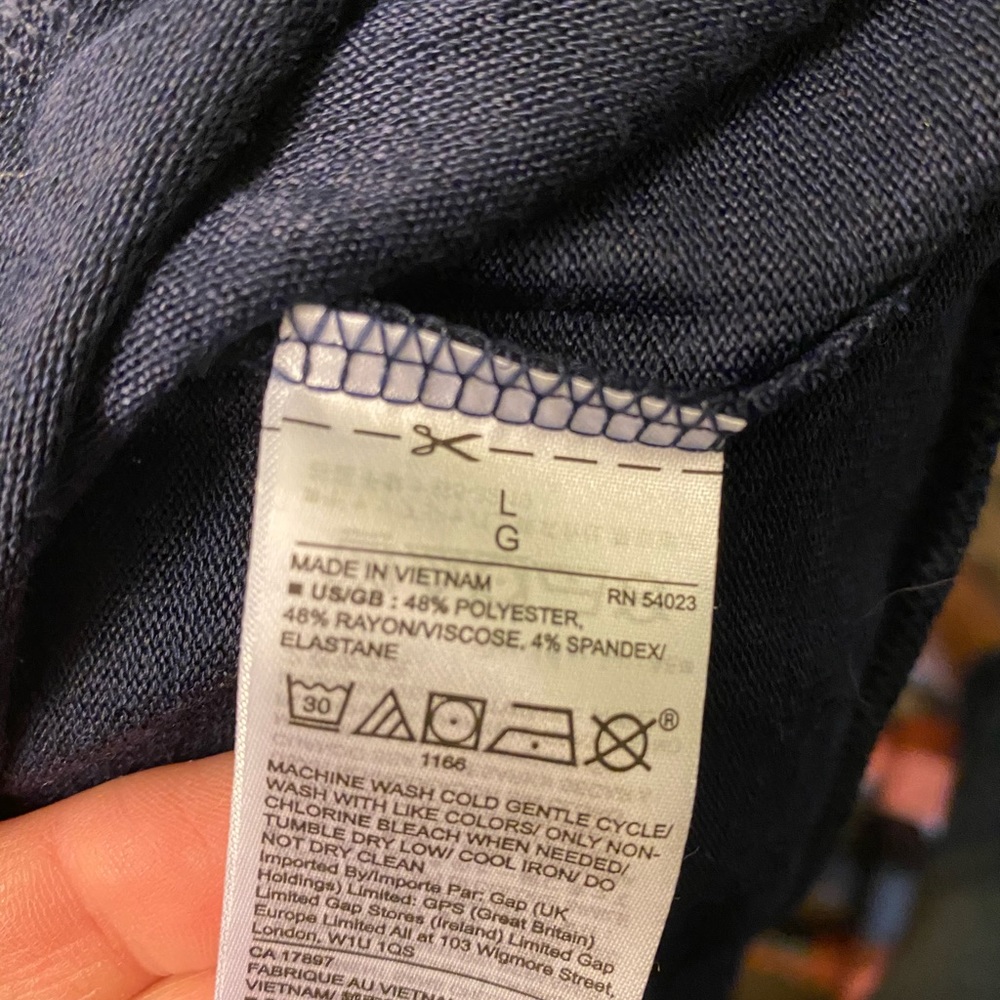 L
G
MADE IN VIETNAM
RN 54023
■ US/GB : 48% POLYESTER,
48% RAYON/VISCOSE, 4% SPANDEX/
ELASTANE
30
®
1166
MACHINE WASH COLD GENTLE CYCLE/
WASH WITH LIKE COLORS/ ONLY NON-
CHLORINE BLEACH WHEN NEEDED/
TUMBLE DRY LOW/ COOL IRON/ DO
NOT DRY CLEAN
Imported By/Importe Par: Gap (UK
Holdings) Limited: GPS (Great Britain)
Limited Gap Stores (Ireland) Limited Gap
Europe Limited All at 103 Wigmore Street,
London, W1U 1QS
CA 17897
FABRIQUE AU VIETNAM
VIETNAM/